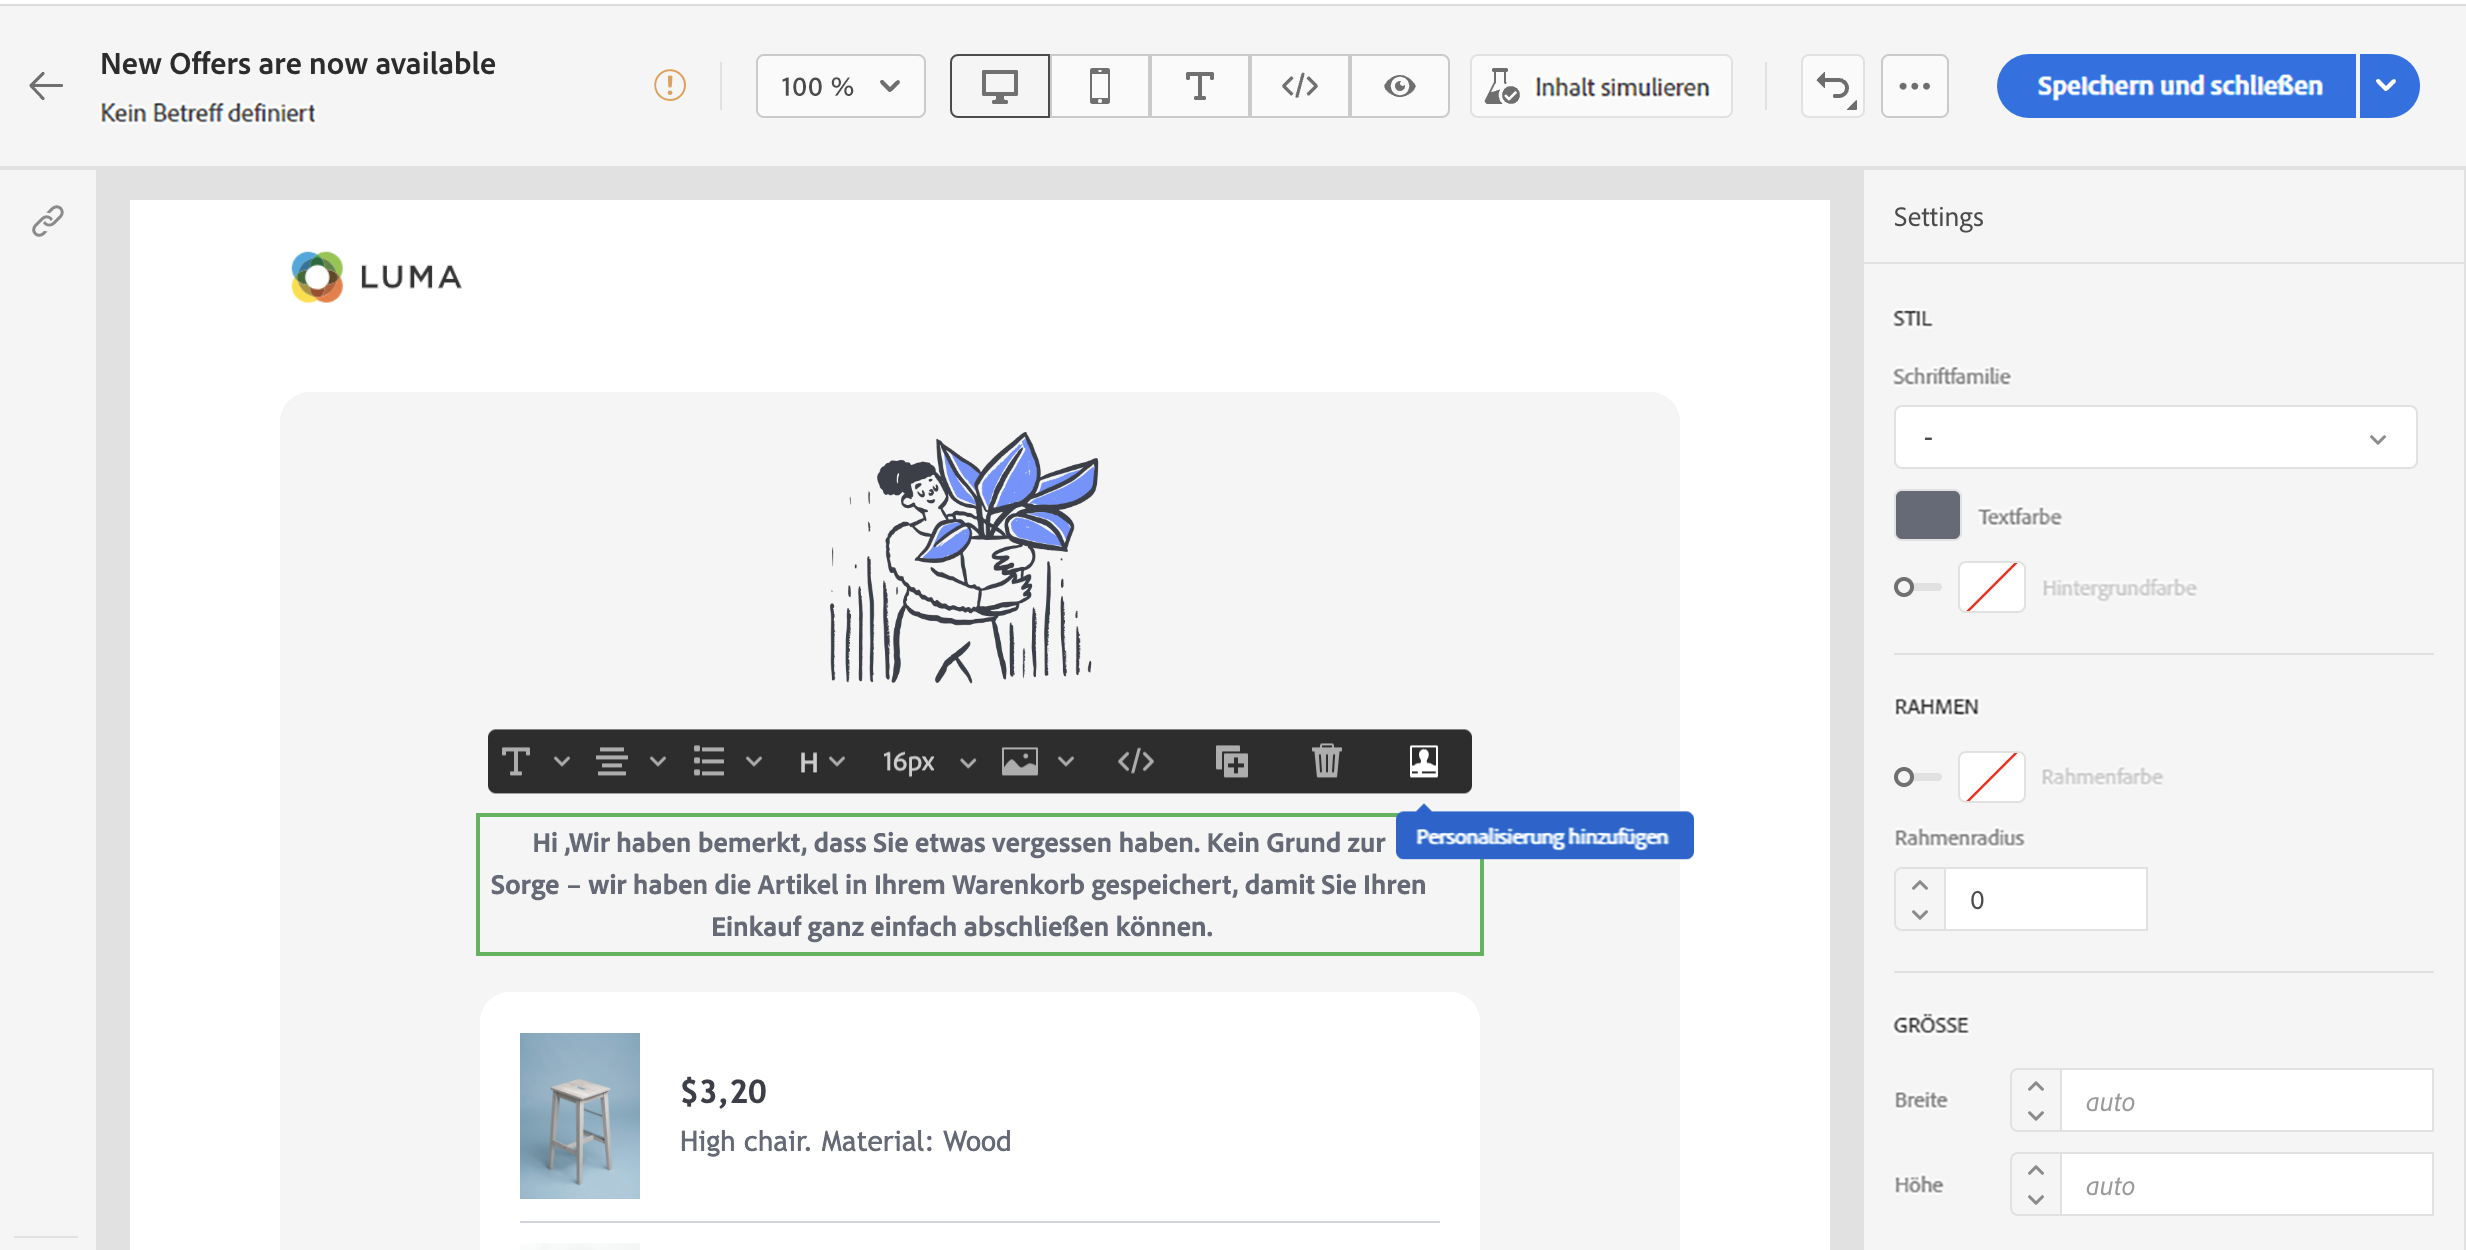 New Offers are now available
Kein Betreff definiert
100 %
Inhalt simulieren
Speichern und schließen
Settings
LUMA
STIL
Schriftfamilie
-
Textfarbe
Hintergrundfarbe
RAHMEN
Rahmenfarbe
Rahmenradius
0
GRÖSSE
Breite
auto
Höhe
auto
H
16px
Personalisierung hinzufügen
Hi ,Wir haben bemerkt, dass Sie etwas vergessen haben. Kein Grund zur
Sorge – wir haben die Artikel in Ihrem Warenkorb gespeichert, damit Sie Ihren
Einkauf ganz einfach abschließen können.
$3,20
High chair. Material: Wood